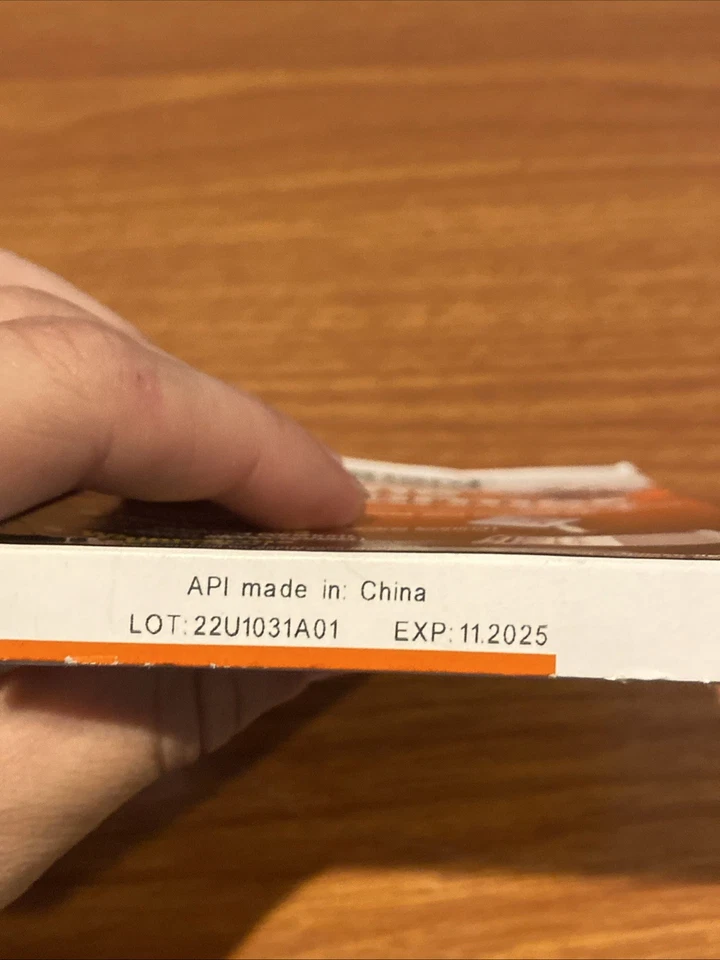 API made in: China
LOT: 22U1031A01 EXP: 11.2025